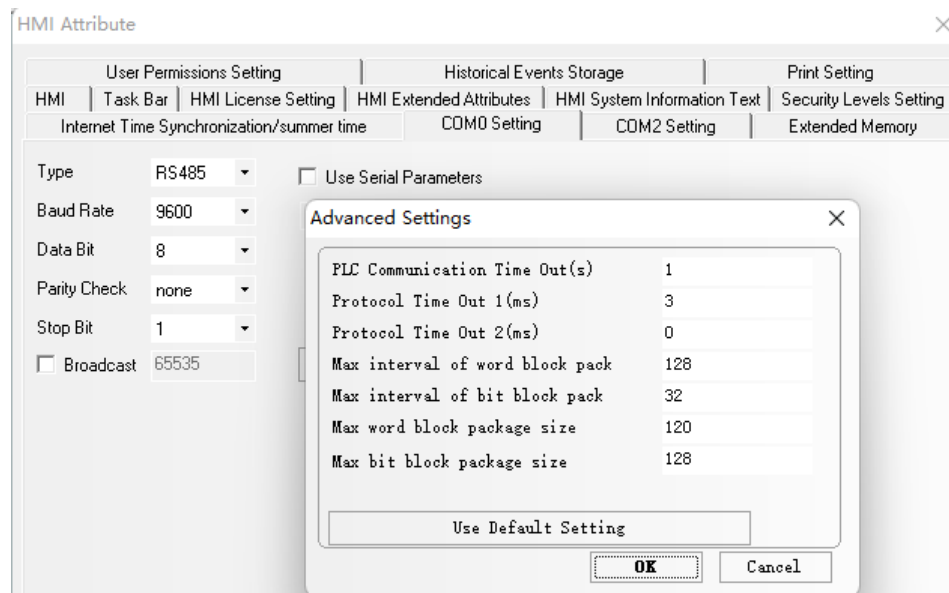 HMI Attribute
User Permissions Setting Historical Events Storage Print Setting
HMI Task Bar HMI License Setting HMI Extended Attributes HMI System Information Text Security Levels Setting
Internet Time Synchronization/summer time COM0 Setting COM2 Setting Extended Memory
Type RS485 Use Serial Parameters
Baud Rate 9600
Data Bit 8
Parity Check none
Stop Bit 1
Broadcast 65535
Advanced Settings
PLC Communication Time Out(s) 1
Protocol Time Out 1(ms) 3
Protocol Time Out 2(ms) 0
Max interval of word block pack 128
Max interval of bit block pack 32
Max word block package size 120
Max bit block package size 128
Use Default Setting
OK Cancel